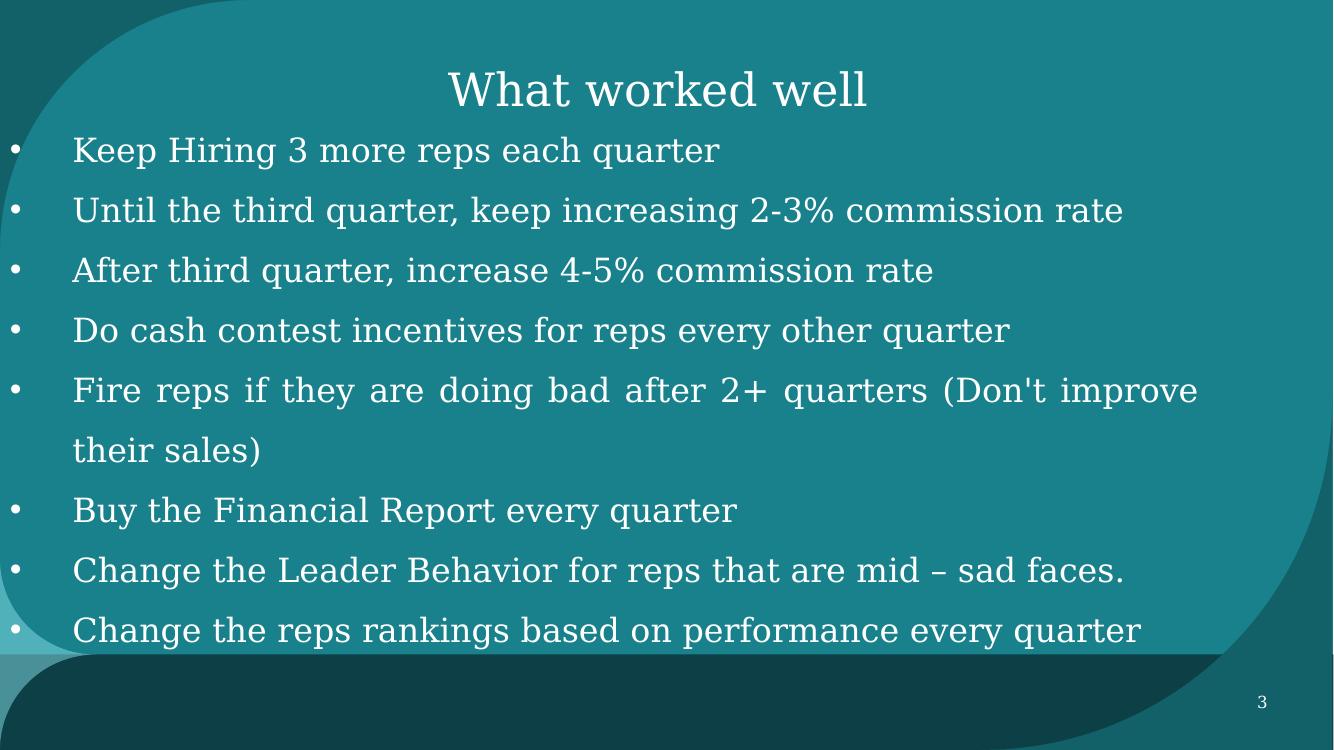 What worked well
• Keep Hiring 3 more reps each quarter
• Until the third quarter, keep increasing 2-3% commission rate
• After third quarter, increase 4-5% commission rate
• Do cash contest incentives for reps every other quarter
• Fire reps if they are doing bad after 2+ quarters (Don't improve
their sales)
• Buy the Financial Report every quarter
• Change the Leader Behavior for reps that are mid – sad faces.
• Change the reps rankings based on performance every quarter
3